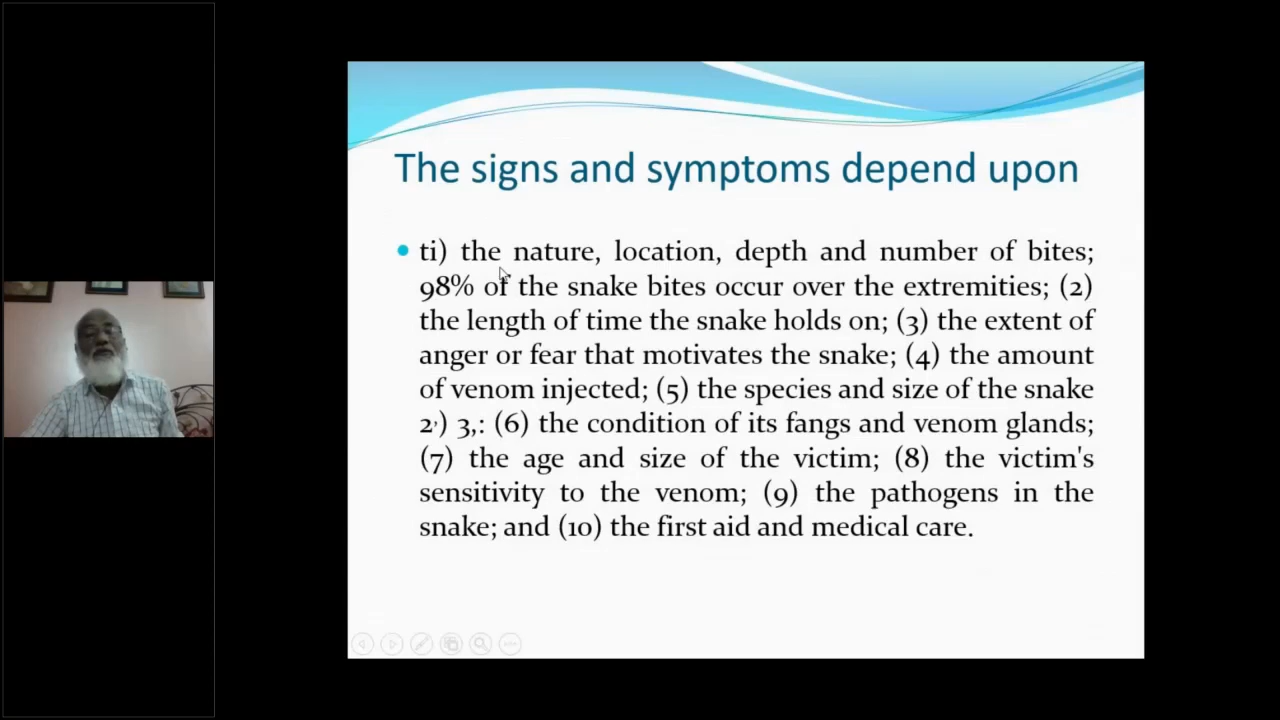 The signs and symptoms depend upon
ti) the nature, location, depth and number of bites;
98% of the snake bites occur over the extremities; (2)
the length of time the snake holds on; (3) the extent of
anger or fear that motivates the snake; (4) the amount
of venom injected; (5) the species and size of the snake
2,) 3,: (6) the condition of its fangs and venom glands;
(7) the age and size of the victim; (8) the victim's
sensitivity to the venom; (9) the pathogens in the
snake; and (10) the first aid and medical care.